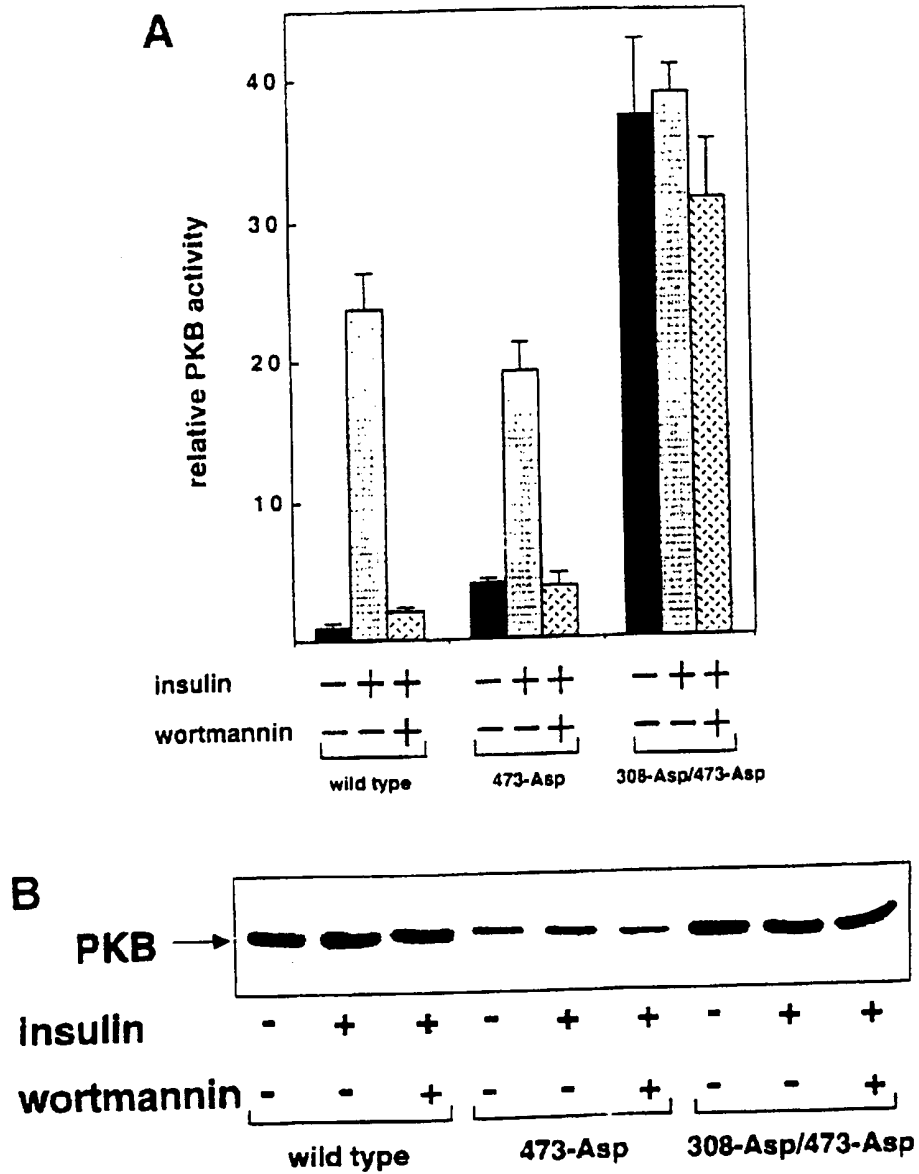 A
40
30
20
10
relative PKB activity
insulin − + + − + + − + +
wortmannin − − + − − + − − +
wild type 473-Asp 308-Asp/473-Asp
B
PKB
insulin - + + - + + - + +
wortmannin - - + - - + - - +
wild type 473-Asp 308-Asp/473-Asp